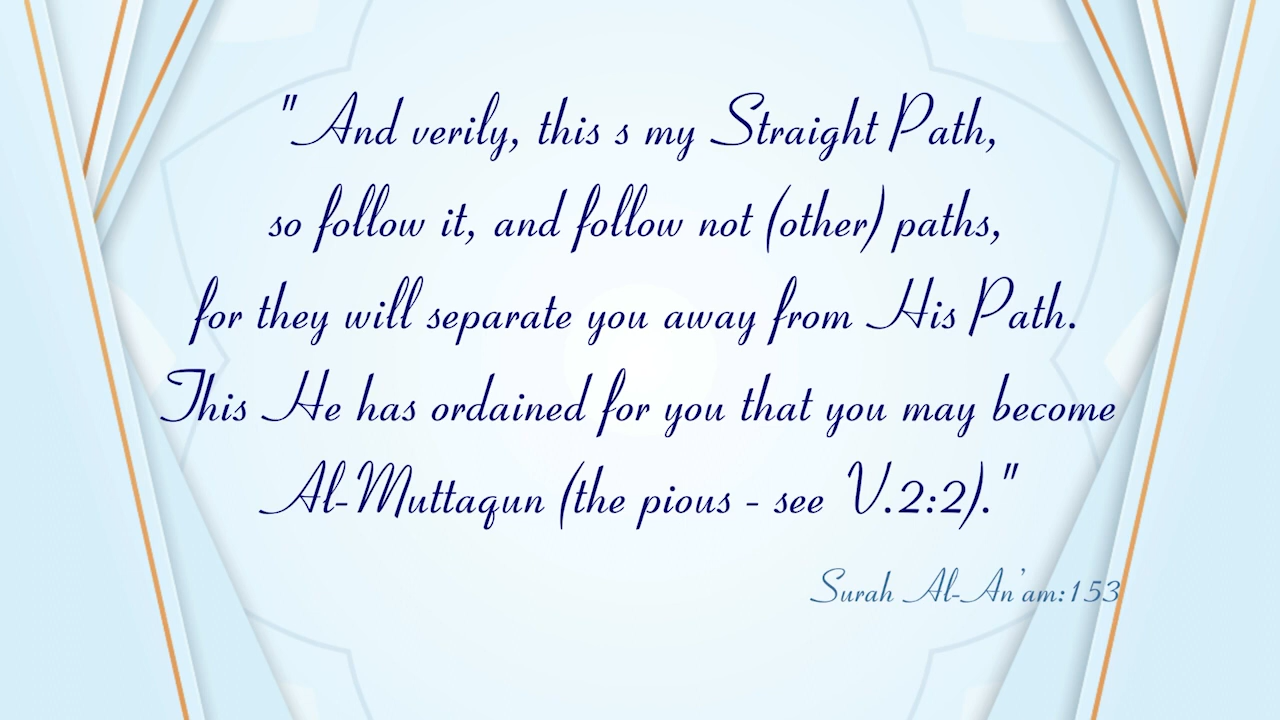 "And verily, this s my Straight Path,
so follow it, and follow not (other) paths,
for they will separate you away from His Path.
This He has ordained for you that you may become
Al-Muttaqun (the pious - see V.2:2)."
Surah Al-An'am:153